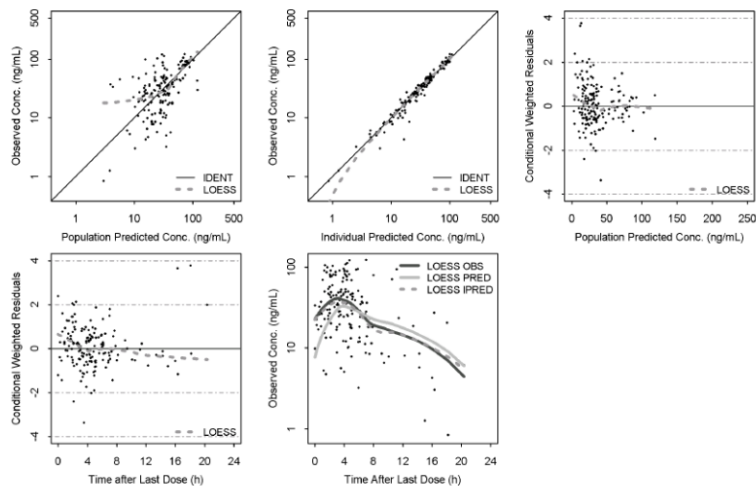 500
100
10
1
Observed Conc. (ng/mL)
1 10 100 500
Population Predicted Conc. (ng/mL)
IDENT
LOESS
500
100
10
1
Observed Conc. (ng/mL)
1 10 100 500
Individual Predicted Conc. (ng/mL)
IDENT
LOESS
4
2
0
-2
-4
Conditional Weighted Residuals
0 50 100 150 200 250
Population Predicted Conc. (ng/mL)
LOESS
4
2
0
-2
-4
Conditional Weighted Residuals
0 4 8 12 16 20 24
Time after Last Dose (h)
LOESS
100
10
1
Observed Conc. (ng/mL)
0 4 8 12 16 20 24
Time After Last Dose (h)
LOESS OBS
LOESS PRED
LOESS IPRED